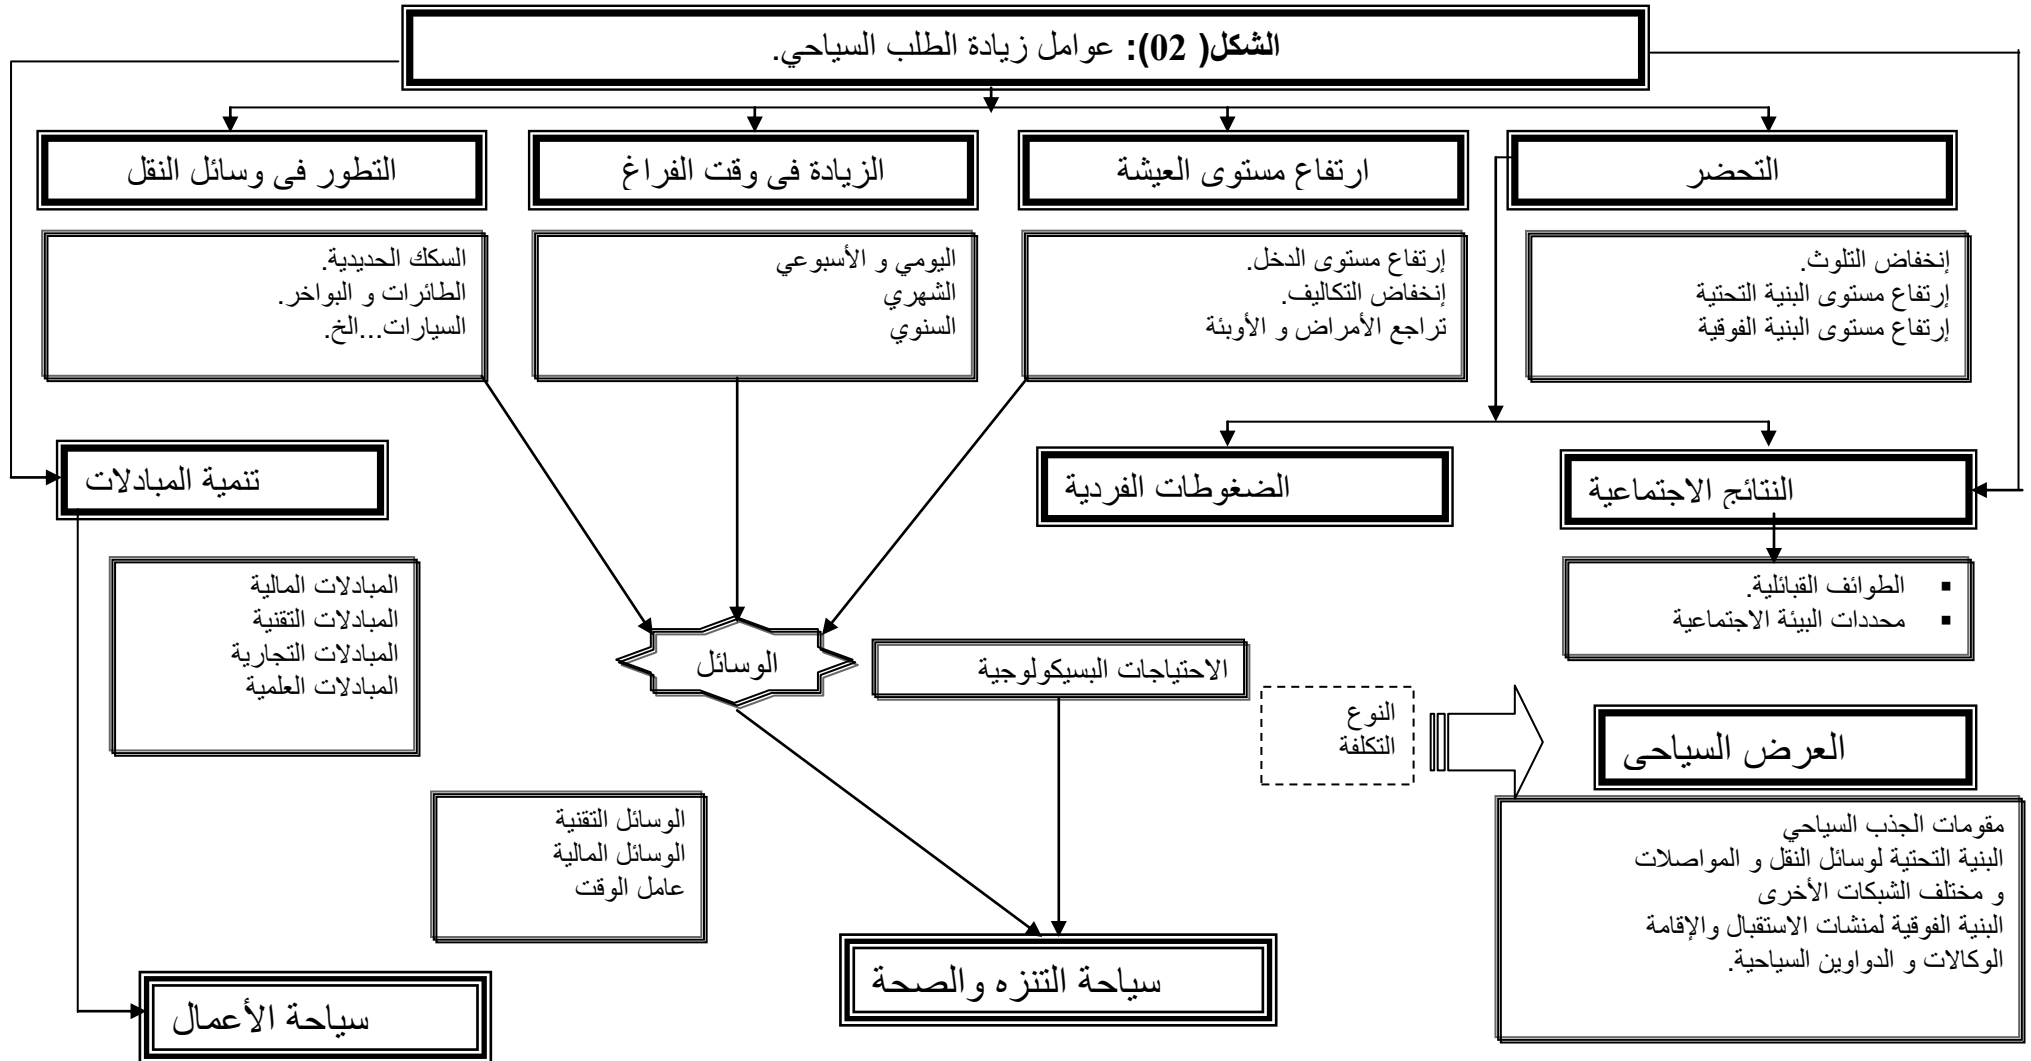 الشكل( 02): عوامل زيادة الطلب السياحي.
التحضر
ارتفاع مستوى العيشة
الزيادة فى وقت الفراغ
التطور فى وسائل النقل
إنخفاض التلوث.
إرتفاع مستوى البنية التحتية
إرتفاع مستوى البنية الفوقية
إرتفاع مستوى الدخل.
إنخفاض التكاليف.
تراجع الأمراض و الأوبئة
اليومي و الأسبوعي
الشهري
السنوي
السكك الحديدية.
الطائرات و البواخر.
السيارات...الخ.
النتائج الاجتماعية
الضغوطات الفردية
تنمية المبادلات
▪ الطوائف القبائلية.
▪ محددات البيئة الاجتماعية
المبادلات المالية
المبادلات التقنية
المبادلات التجارية
المبادلات العلمية
الاحتياجات البسيكولوجية
الوسائل
النوع
التكلفة
العرض السياحى
مقومات الجذب السياحي
البنية التحتية لوسائل النقل و المواصلات
و مختلف الشبكات الأخرى
البنية الفوقية لمنشات الاستقبال والإقامة
الوكالات و الدواوين السياحية.
الوسائل التقنية
الوسائل المالية
عامل الوقت
سياحة التنزه والصحة
سياحة الأعمال